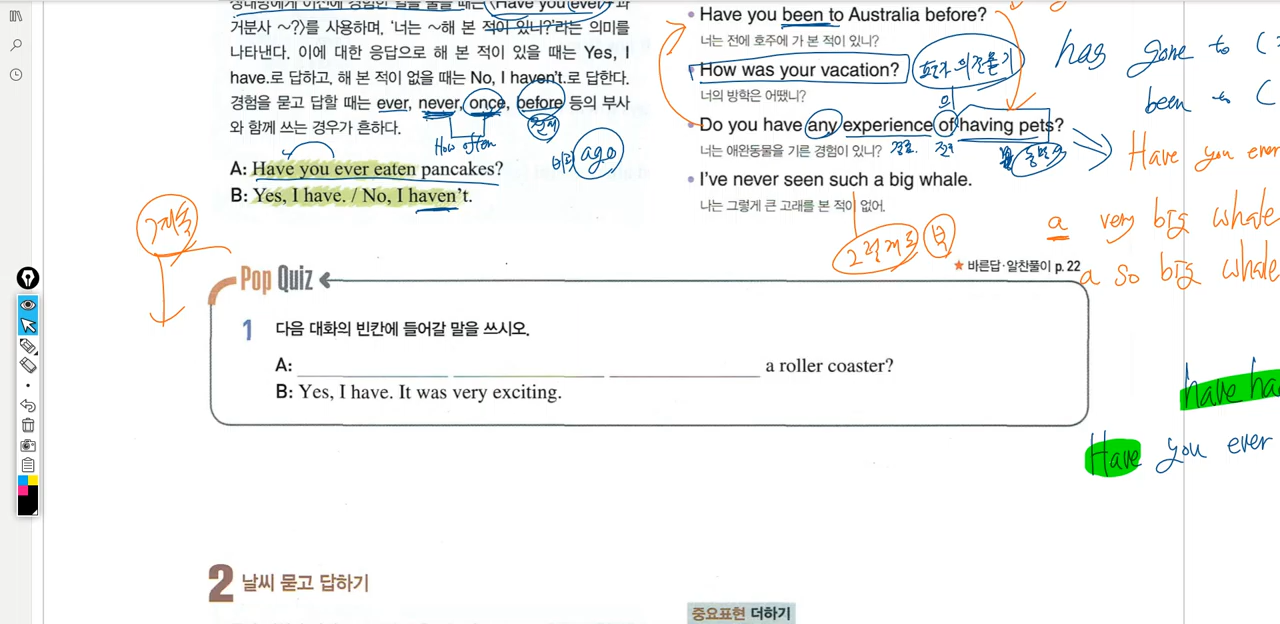 상대방에게 이전에 경험한 일을 물을 때는 〈Have you ever+과
거분사 ~?〉를 사용하며, '너는 ~해 본 적이 있니?'라는 의미를
나타낸다. 이에 대한 응답으로 해 본 적이 있을 때는 Yes, I
have.로 답하고, 해 본 적이 없을 때는 No, I haven't.로 답한다.
경험을 묻고 답할 때는 ever, never, once, before 등의 부사
와 함께 쓰는 경우가 흔하다.
How often
전에
ago
A: Have you ever eaten pancakes?
B: Yes, I have. / No, I haven't.
계속
Have you been to Australia before?
너는 전에 호주에 가 본 적이 있니?
How was your vacation?
너의 방학은 어땠니?
의
Do you have any experience of having pets?
너는 애완동물을 기른 경험이 있니?
동명사
I've never seen such a big whale.
나는 그렇게 큰 고래를 본 적이 없어.
has gone to (
been to (
Have you ever
a very big whale
a so big whale
★ 바른답·알찬풀이 p. 22
Pop Quiz
1 다음 대화의 빈칸에 들어갈 말을 쓰시오.
A: a roller coaster?
B: Yes, I have. It was very exciting.
have ha
Have you ever
2 날씨 묻고 답하기
중요표현 더하기